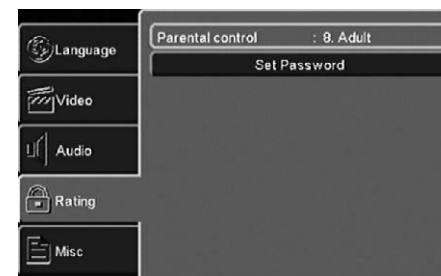 Language
Video
Audio
Rating
Misc
Parental control : 8. Adult
Set Password